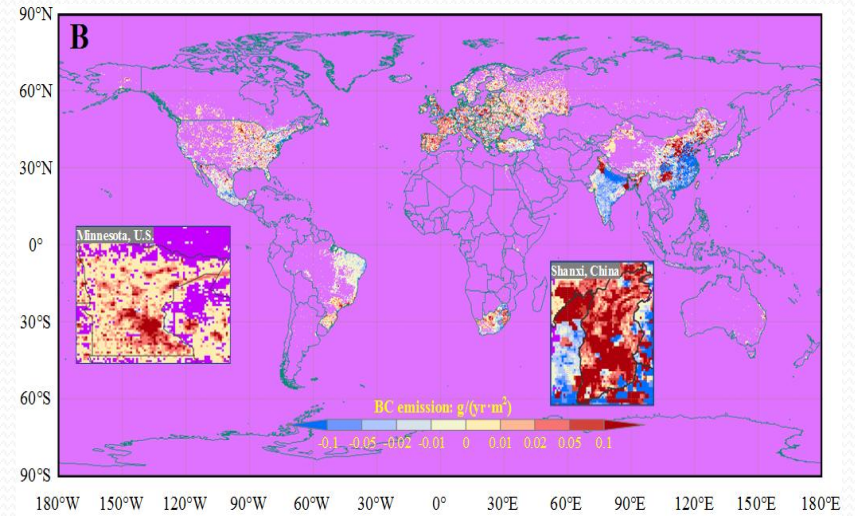 90°N
B
60°N
30°N
Minnesota, U.S.
0°
Shanxi, China
30°S
60°S
BC emission: g/(yr·m²)
-0.1 -0.05 -0.02 -0.01 0 0.01 0.02 0.05 0.1
90°S
180°W 150°W 120°W 90°W 60°W 30°W 0° 30°E 60°E 90°E 120°E 150°E 180°E